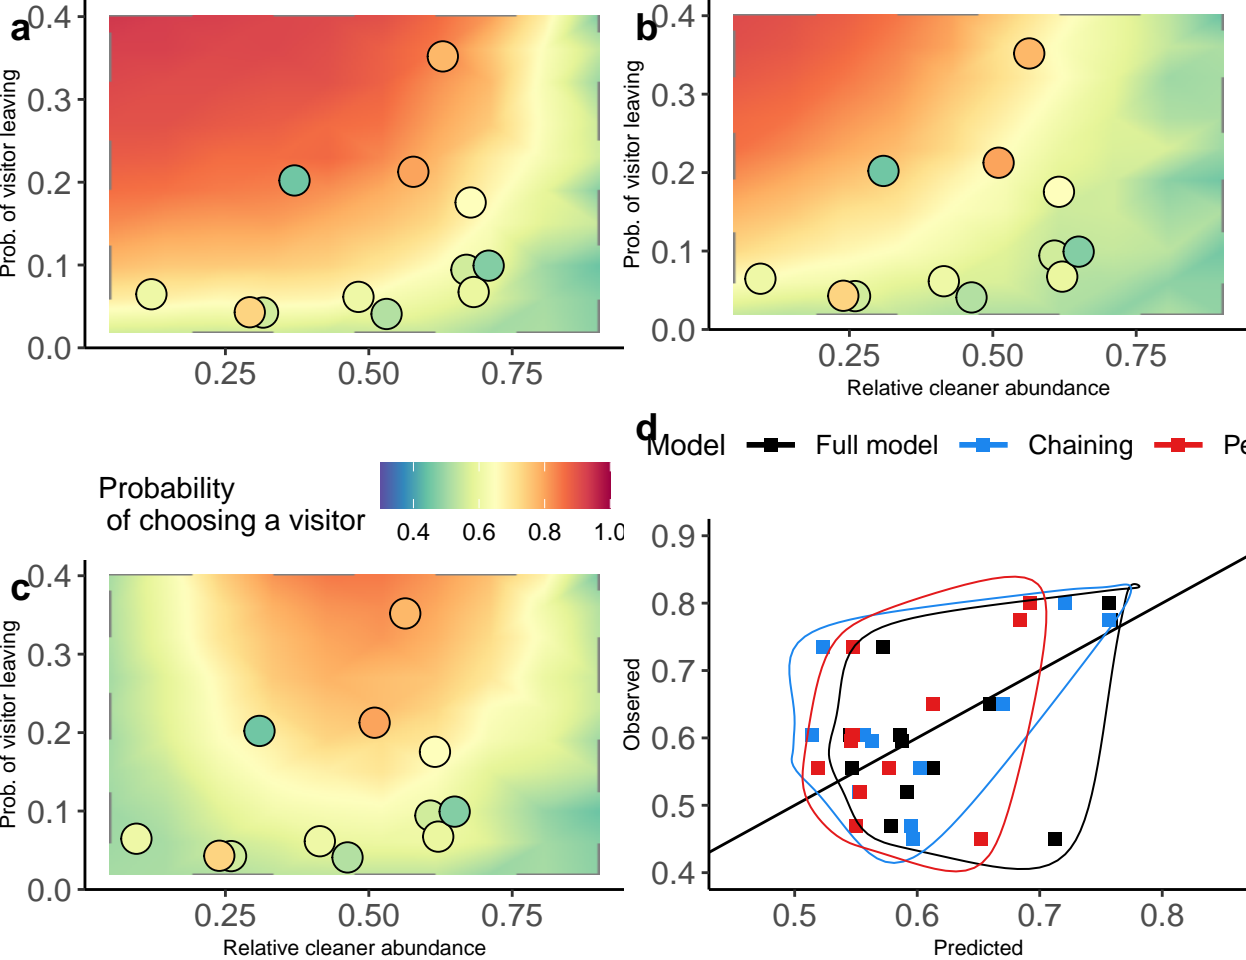 a
0.4
0.3
0.2
0.1
0.0
Prob. of visitor leaving
0.25 0.50 0.75
b
0.4
0.3
0.2
0.1
0.0
Prob. of visitor leaving
0.25 0.50 0.75
Relative cleaner abundance
Probability
of choosing a visitor
0.4 0.6 0.8 1.0
c
0.4
0.3
0.2
0.1
0.0
Prob. of visitor leaving
0.25 0.50 0.75
Relative cleaner abundance
d
Model Full model Chaining Pe
0.9
0.8
0.7
0.6
0.5
0.4
Observed
0.5 0.6 0.7 0.8
Predicted